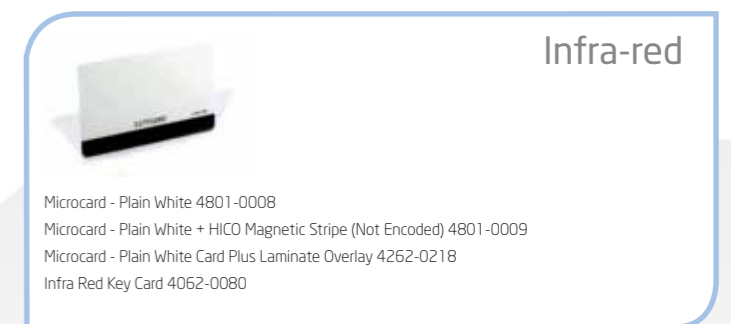 Infra-red
Microcard - Plain White 4801-0008
Microcard - Plain White + HICO Magnetic Stripe (Not Encoded) 4801-0009
Microcard - Plain White Card Plus Laminate Overlay 4262-0218
Infra Red Key Card 4062-0080